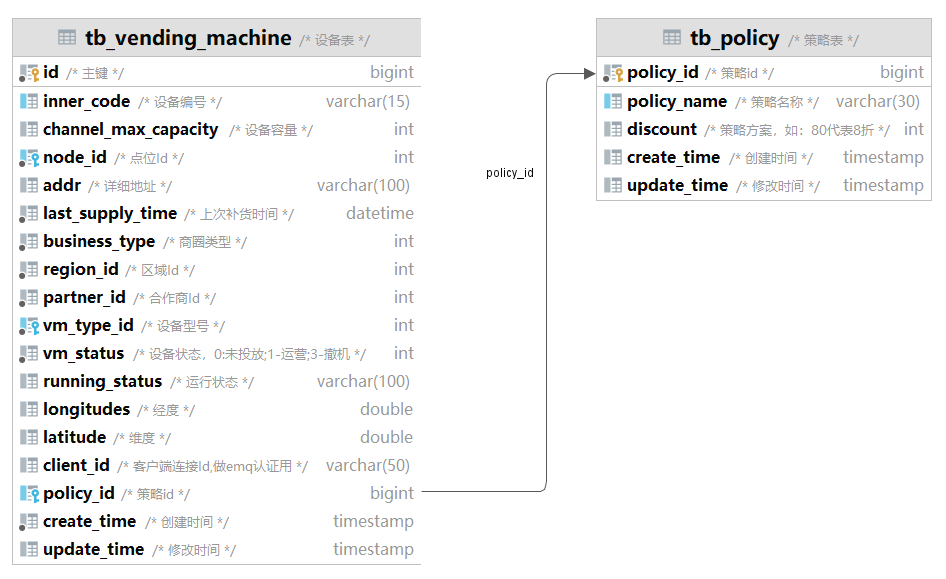 tb_vending_machine /* 设备表 */
id /* 主键 */ bigint
inner_code /* 设备编号 */ varchar(15)
channel_max_capacity /* 设备容量 */ int
node_id /* 点位Id */ int
addr /* 详细地址 */ varchar(100)
last_supply_time /* 上次补货时间 */ datetime
business_type /* 商圈类型 */ int
region_id /* 区域Id */ int
partner_id /* 合作商Id */ int
vm_type_id /* 设备型号 */ int
vm_status /* 设备状态，0:未投放;1-运营;3-撤机 */ int
running_status /* 运行状态 */ varchar(100)
longitudes /* 经度 */ double
latitude /* 维度 */ double
client_id /* 客户端连接Id,做emq认证用 */ varchar(50)
policy_id /* 策略id */ bigint
create_time /* 创建时间 */ timestamp
update_time /* 修改时间 */ timestamp
policy_id
tb_policy /* 策略表 */
policy_id /* 策略id */ bigint
policy_name /* 策略名称 */ varchar(30)
discount /* 策略方案，如：80代表8折 */ int
create_time /* 创建时间 */ timestamp
update_time /* 修改时间 */ timestamp